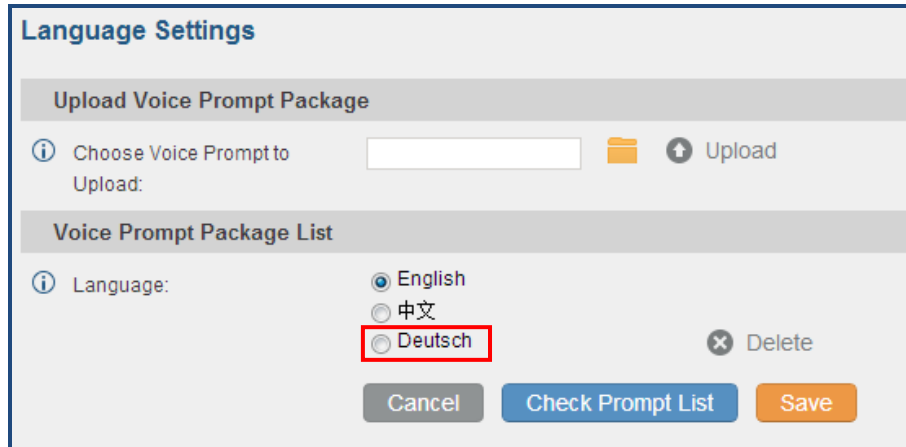 Language Settings
Upload Voice Prompt Package
Choose Voice Prompt to
Upload:
Upload
Voice Prompt Package List
Language:
English
中文
Deutsch
Delete
Cancel
Check Prompt List
Save